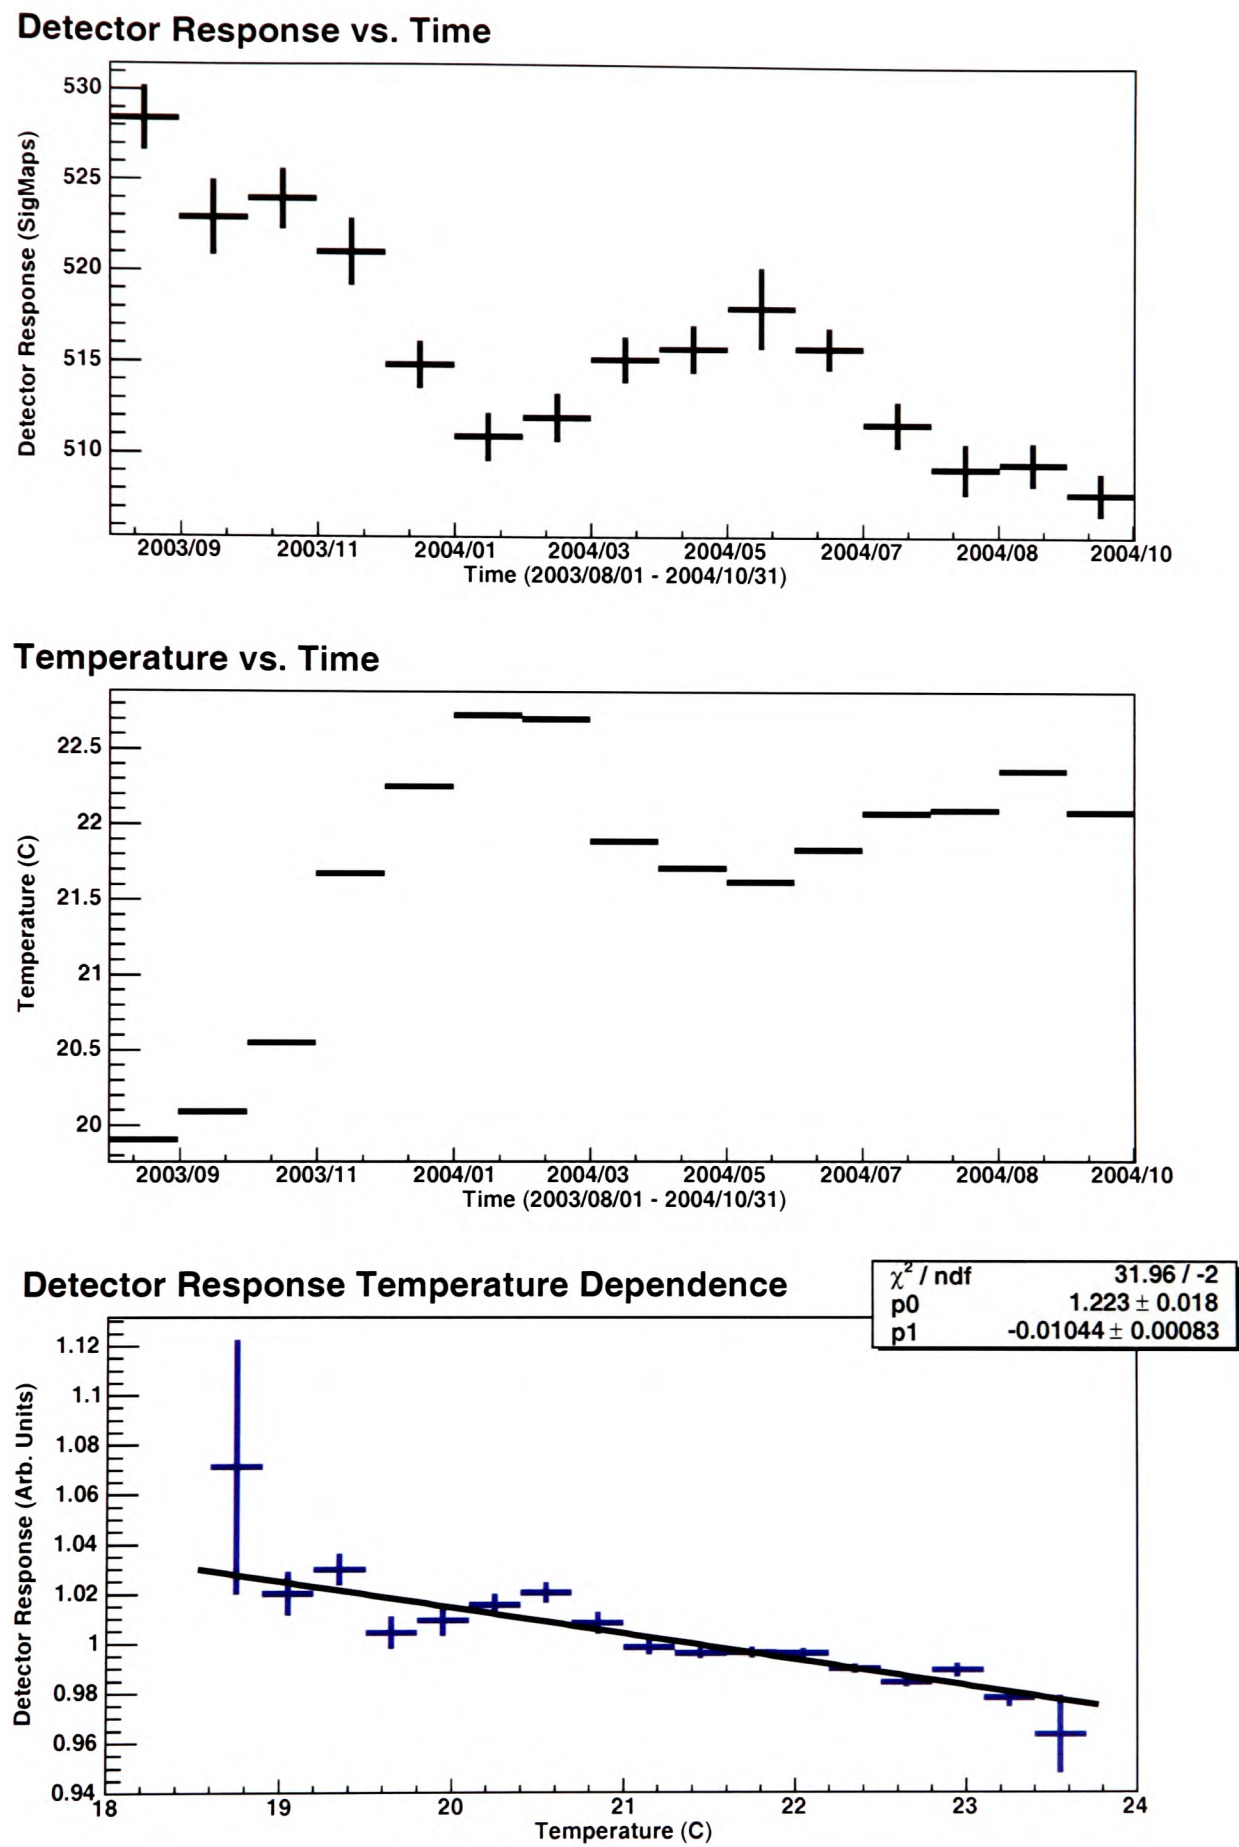 Detector Response vs. Time
Detector Response (SigMaps)
530
525
520
515
510
2003/09 2003/11 2004/01 2004/03 2004/05 2004/07 2004/08 2004/10
Time (2003/08/01 - 2004/10/31)
Temperature vs. Time
Temperature (C)
22.5
22
21.5
21
20.5
20
2003/09 2003/11 2004/01 2004/03 2004/05 2004/07 2004/08 2004/10
Time (2003/08/01 - 2004/10/31)
Detector Response Temperature Dependence
χ² / ndf 31.96 / -2
p0 1.223 ± 0.018
p1 -0.01044 ± 0.00083
Detector Response (Arb. Units)
1.12
1.1
1.08
1.06
1.04
1.02
1
0.98
0.96
0.94
18 19 20 21 22 23 24
Temperature (C)